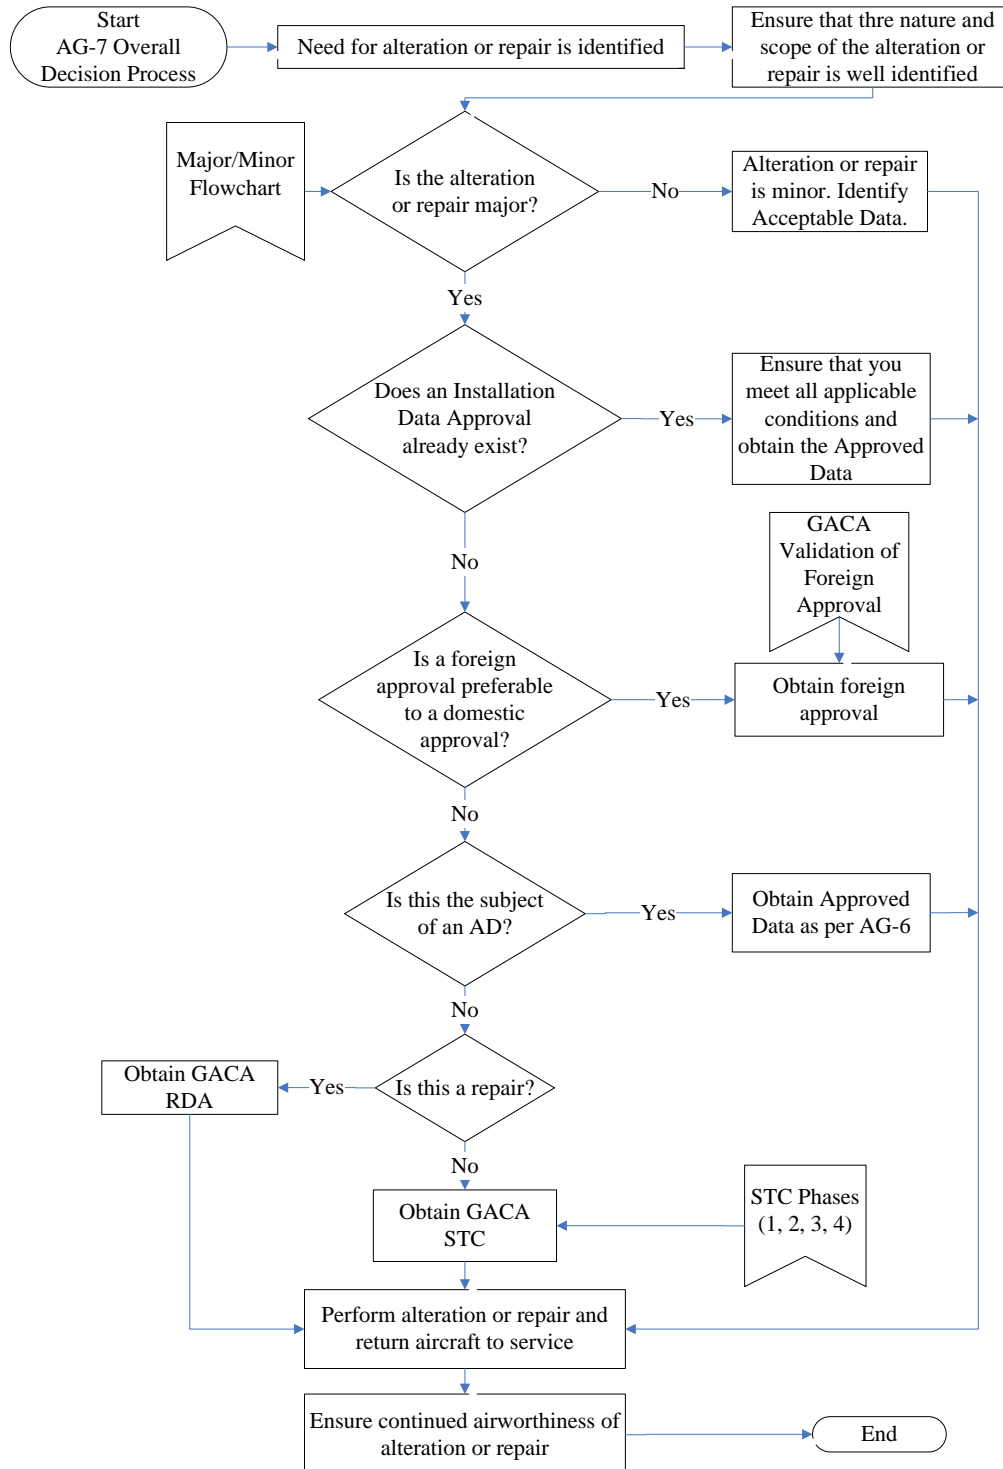 Start
AG-7 Overall
Decision Process
Need for alteration or repair is identified
Ensure that thre nature and
scope of the alteration or
repair is well identified
Major/Minor
Flowchart
Is the alteration
or repair major?
No
Alteration or repair
is minor. Identify
Acceptable Data.
Yes
Does an Installation
Data Approval
already exist?
Yes
Ensure that you
meet all applicable
conditions and
obtain the Approved
Data
No
GACA
Validation of
Foreign
Approval
Is a foreign
approval preferable
to a domestic
approval?
Yes
Obtain foreign
approval
No
Is this the subject
of an AD?
Yes
Obtain Approved
Data as per AG-6
No
Is this a repair?
Yes
Obtain GACA
RDA
No
Obtain GACA
STC
STC Phases
(1, 2, 3, 4)
Perform alteration or repair and
return aircraft to service
Ensure continued airworthiness of
alteration or repair
End